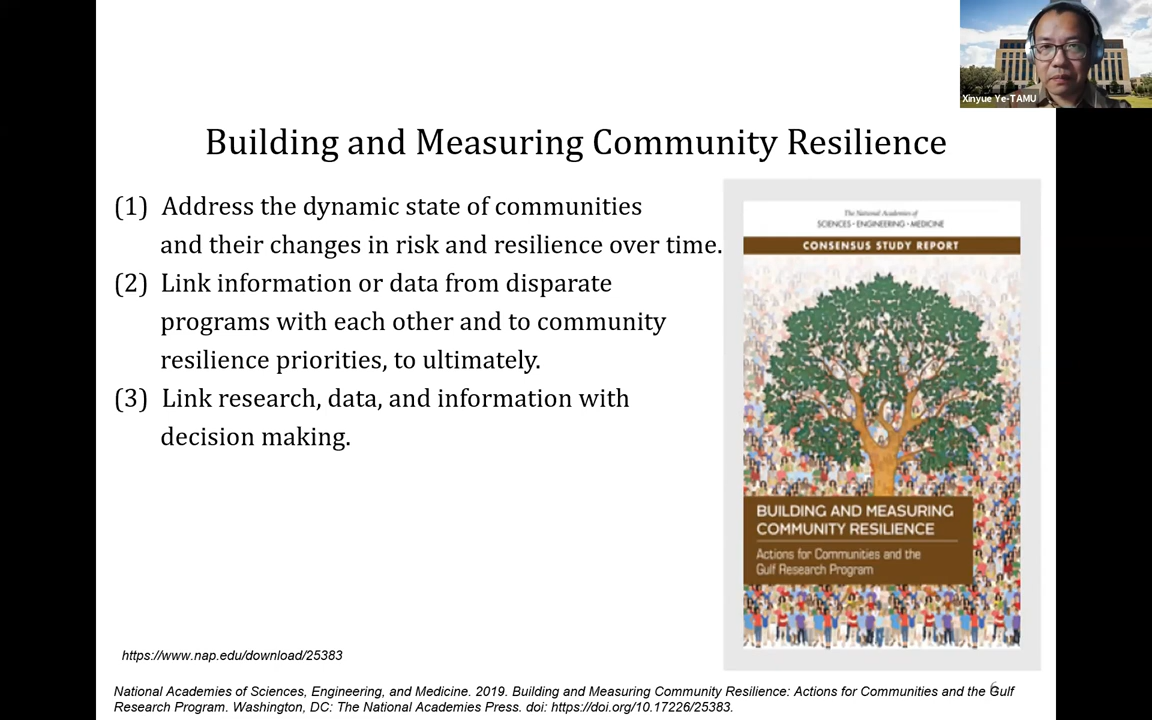 Xinyue Ye-TAMU
Building and Measuring Community Resilience
(1) Address the dynamic state of communities
and their changes in risk and resilience over time.
(2) Link information or data from disparate
programs with each other and to community
resilience priorities, to ultimately.
(3) Link research, data, and information with
decision making.
The National Academies of
SCIENCES • ENGINEERING • MEDICINE
CONSENSUS STUDY REPORT
BUILDING AND MEASURING
COMMUNITY RESILIENCE
Actions for Communities and the
Gulf Research Program
https://www.nap.edu/download/25383
6
National Academies of Sciences, Engineering, and Medicine. 2019. Building and Measuring Community Resilience: Actions for Communities and the Gulf
Research Program. Washington, DC: The National Academies Press. doi: https://doi.org/10.17226/25383.